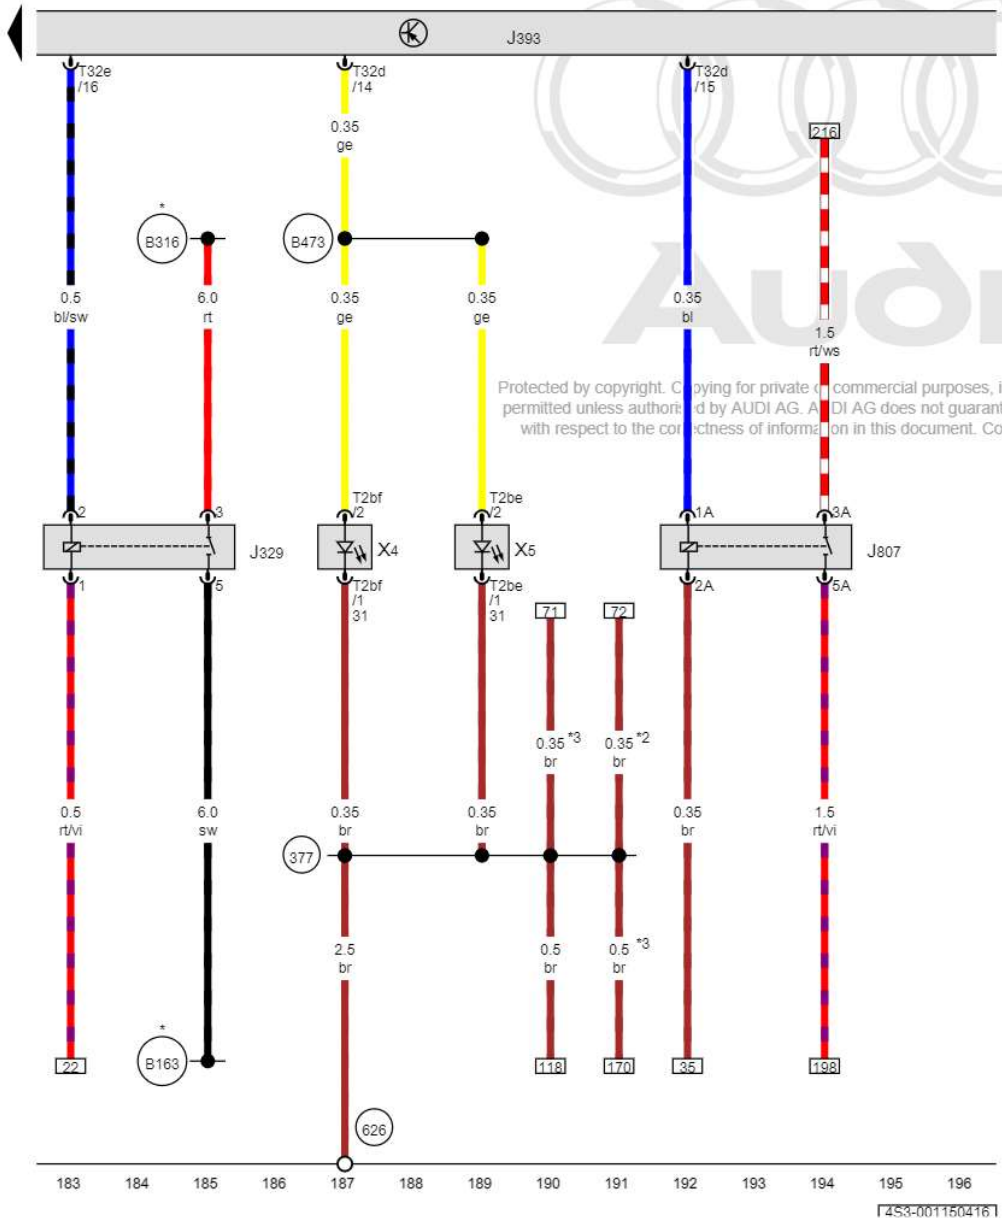 J393
T32e
/16
T32d
/14
T32d
/15
0.35
ge
216
*
B316
B473
0.5
bl/sw
6.0
rt
0.35
ge
0.35
ge
0.35
bl
1.5
rt/ws
Audi
Protected by copyright. Copying for private or commercial purposes, i
permitted unless authorised by AUDI AG. AUDI AG does not guarant
with respect to the correctness of information in this document. Co
2
3
T2bf
/2
T2be
/2
1A
3A
J329
X4
X5
J807
1
5
T2bf
/1
31
T2be
/1
31
2A
5A
71
72
0.35 *3
br
0.35 *2
br
0.5
rt/vi
6.0
sw
0.35
br
0.35
br
0.35
br
1.5
rt/vi
377
2.5
br
0.5
br
0.5 *3
br
*
22
B163
118
170
35
198
626
183 184 185 186 187 188 189 190 191 192 193 194 195 196
4S3-001150416